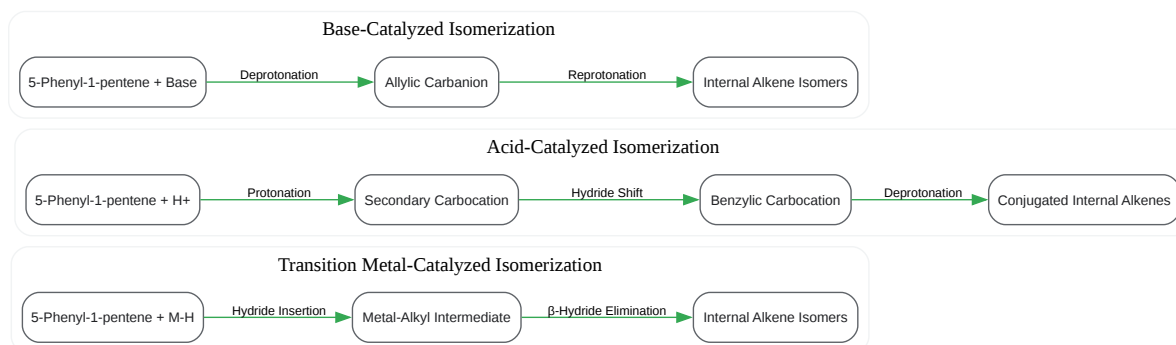 Base-Catalyzed Isomerization
5-Phenyl-1-pentene + Base
Deprotonation
Allylic Carbanion
Reprotonation
Internal Alkene Isomers
Acid-Catalyzed Isomerization
5-Phenyl-1-pentene + H+
Protonation
Secondary Carbocation
Hydride Shift
Benzylic Carbocation
Deprotonation
Conjugated Internal Alkenes
Transition Metal-Catalyzed Isomerization
5-Phenyl-1-pentene + M-H
Hydride Insertion
Metal-Alkyl Intermediate
β-Hydride Elimination
Internal Alkene Isomers